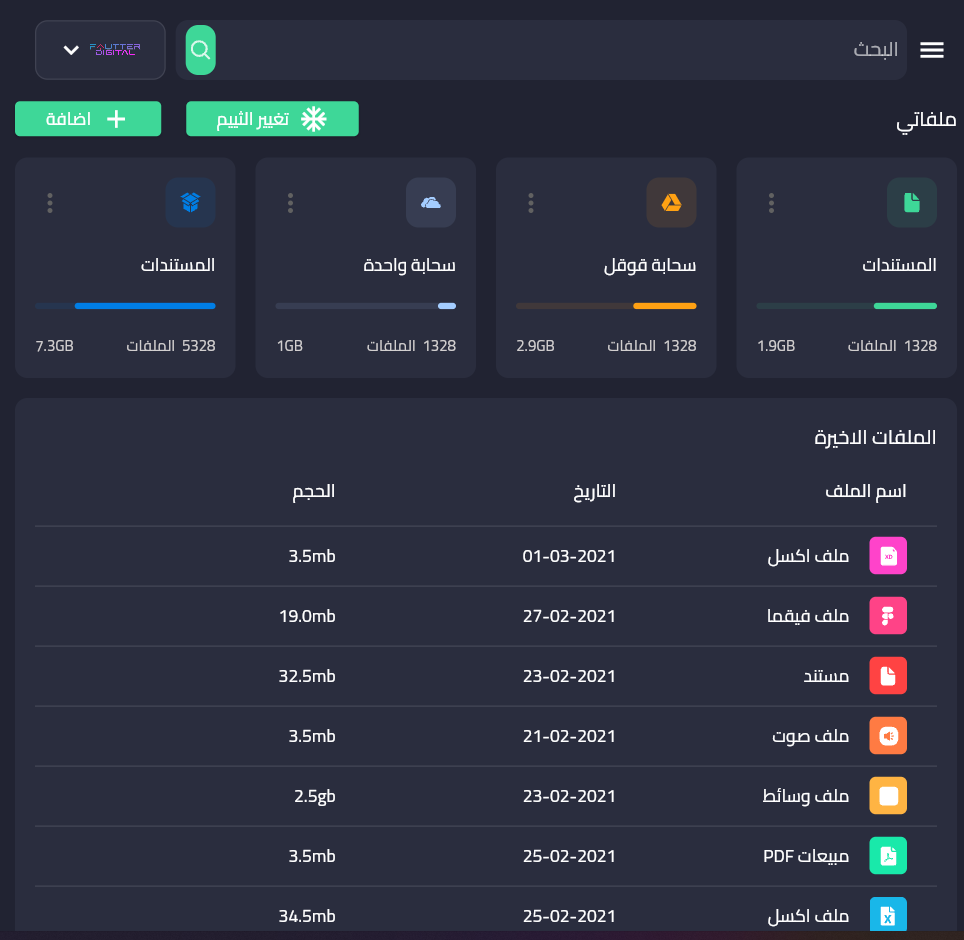 البحث
FAUTTER
DIGITAL
ملفاتي
تغيير الثييم
اضافة
المستندات
1328 الملفات
1.9GB
سحابة قوقل
1328 الملفات
2.9GB
سحابة واحدة
1328 الملفات
1GB
المستندات
5328 الملفات
7.3GB
الملفات الاخيرة
اسم الملف التاريخ الحجم
XD ملف اكسل 01-03-2021 3.5mb
ملف فيقما 27-02-2021 19.0mb
مستند 23-02-2021 32.5mb
ملف صوت 21-02-2021 3.5mb
ملف وسائط 23-02-2021 2.5gb
مبيعات PDF 25-02-2021 3.5mb
X ملف اكسل 25-02-2021 34.5mb